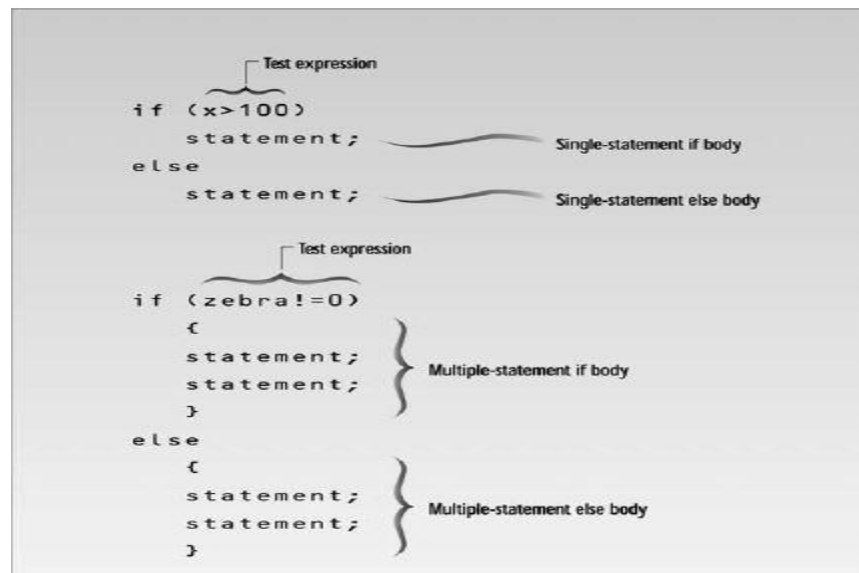 Test expression
if (x>100)
statement; Single-statement if body
else
statement; Single-statement else body
Test expression
if (zebra!=0)
{
statement;
statement;
Multiple-statement if body
}
else
{
statement;
statement;
Multiple-statement else body
}